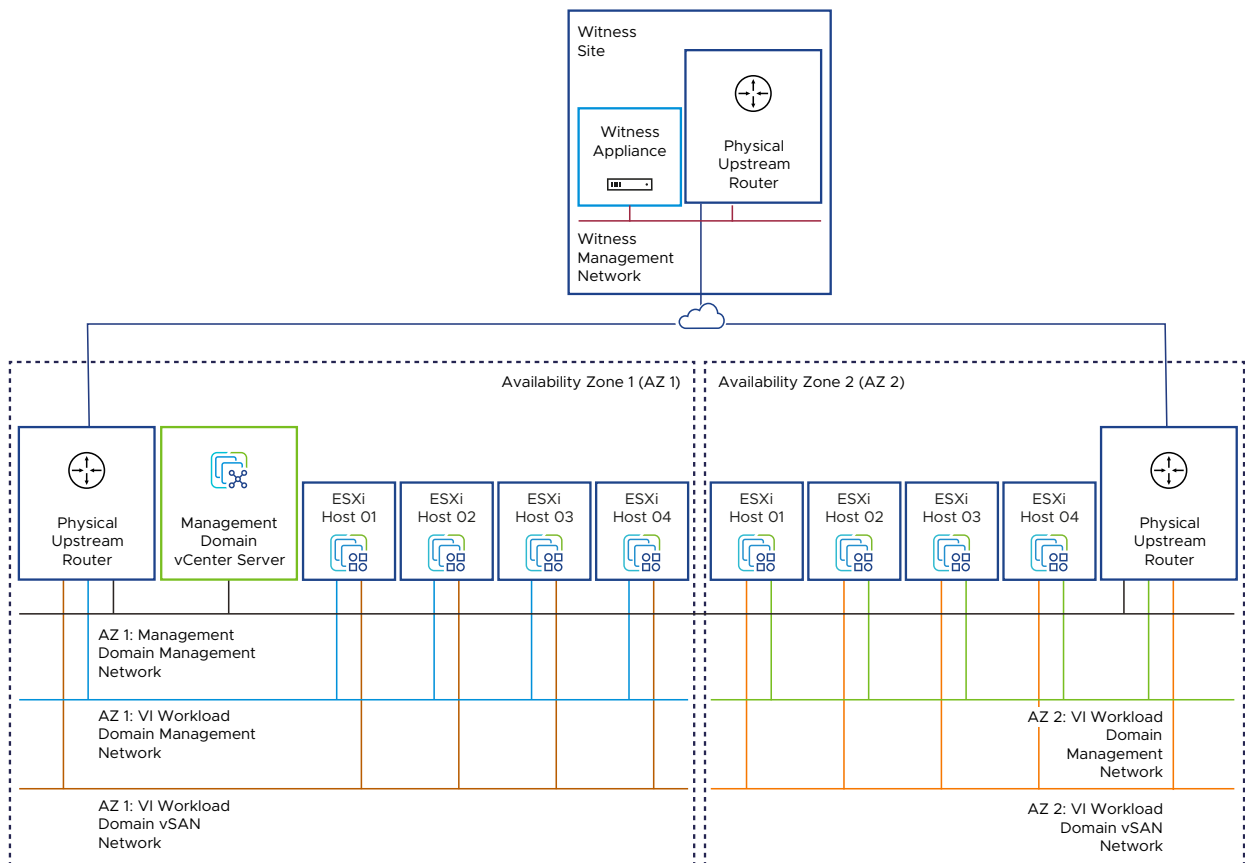 Witness
Site
Witness
Appliance
Physical
Upstream
Router
Witness
Management
Network
Availability Zone 1 (AZ 1)
Availability Zone 2 (AZ 2)
Physical
Upstream
Router
Management
Domain
vCenter Server
ESXi
Host 01
ESXi
Host 02
ESXi
Host 03
ESXi
Host 04
ESXi
Host 01
ESXi
Host 02
ESXi
Host 03
ESXi
Host 04
Physical
Upstream
Router
AZ 1: Management
Domain Management
Network
AZ 1: VI Workload
Domain Management
Network
AZ 2: VI Workload
Domain
Management
Network
AZ 1: VI Workload
Domain vSAN
Network
AZ 2: VI Workload
Domain vSAN
Network